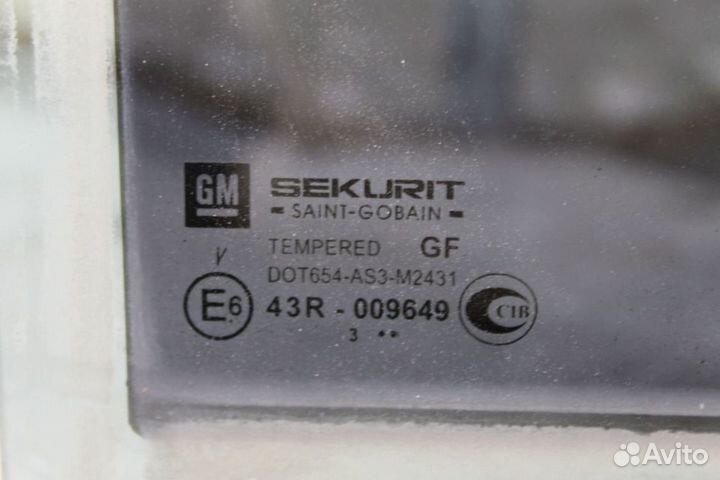 GM
SEKURIT
- SAINT-GOBAIN -
V TEMPERED GF
DOT654-AS3-M2431
E6 43R - 009649
CIB
3 ••
Avito